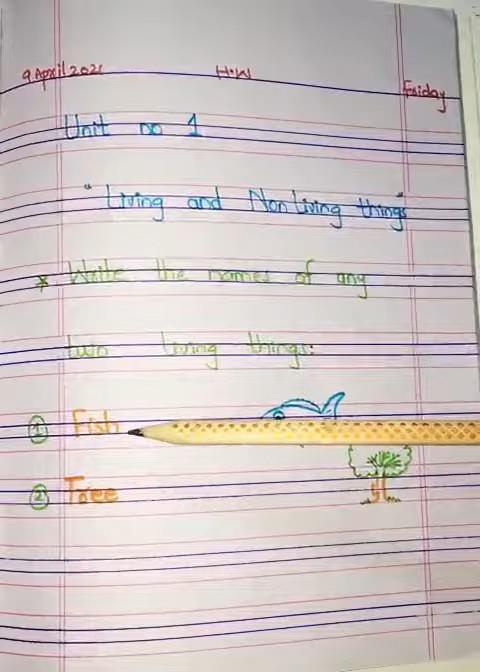 9 April 2021 H.W Friday
Unit no 1
"Living and Non Living things"
* Write the names of any
two living things:
① Fish
② Tree